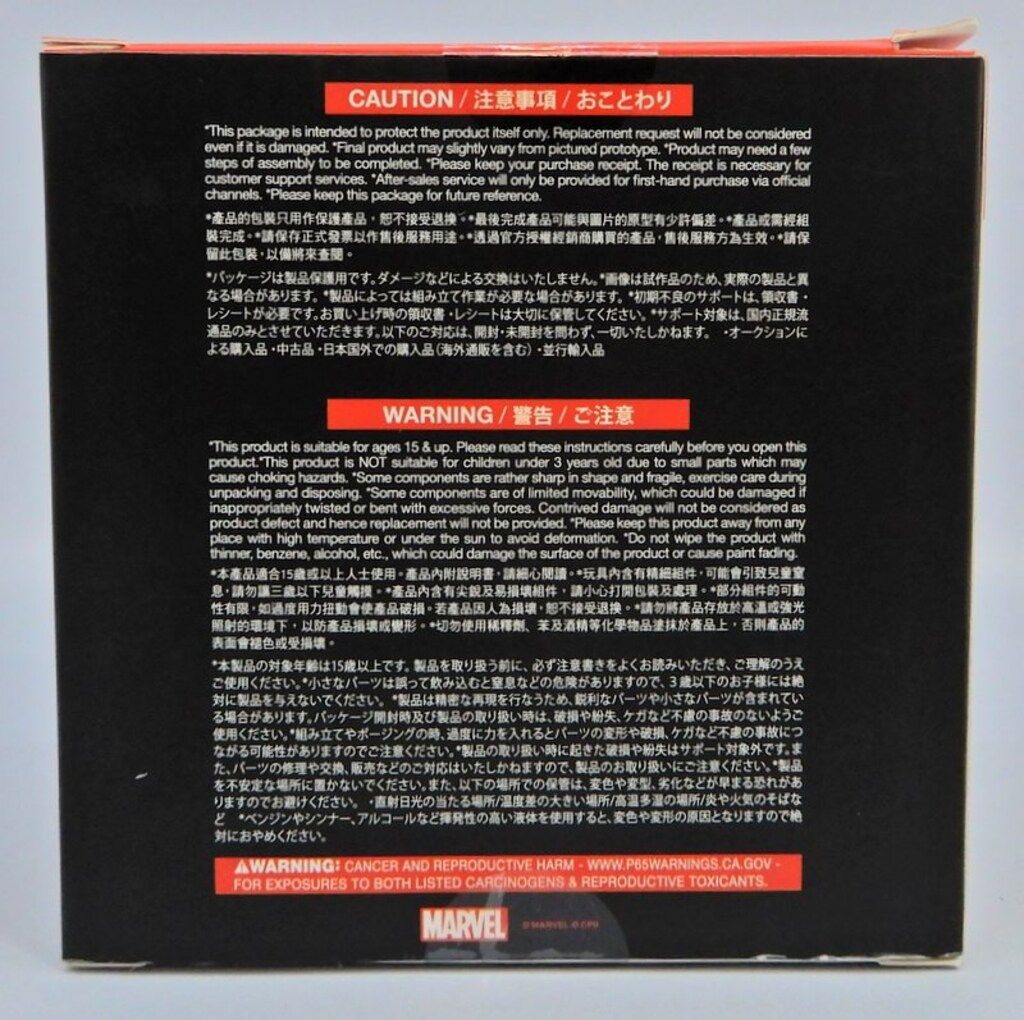 CAUTION / 注意事項 / おことわり
*This package is intended to protect the product itself only. Replacement request will not be considered
even if it is damaged. *Final product may slightly vary from pictured prototype. *Product may need a few
steps of assembly to be completed. *Please keep your purchase receipt. The receipt is necessary for
customer support services. *After-sales service will only be provided for first-hand purchase via official
channels. *Please keep this package for future reference.
*產品的包裝只用作保護產品，恕不接受退換。*最後完成產品可能與圖片的原型有少許偏差。*產品或需經組
裝完成。*請保存正式發票以作售後服務用途。*透過官方授權經銷商購買的產品，售後服務方為生效。*請保
留此包裝，以備將來查閱。
*パッケージは製品保護用です。ダメージなどによる交換はいたしません。*画像は試作品のため、実際の製品と異
なる場合があります。*製品によっては組み立て作業が必要な場合があります。*初期不良のサポートは、領収書・
レシートが必要です。お買い上げ時の領収書・レシートは大切に保管してください。*サポート対象は、国内正規流
通品のみとさせていただきます。以下のご対応は、開封・未開封を問わず、一切いたしかねます。 ・オークションに
よる購入品・中古品・日本国外での購入品（海外通販を含む）・並行輸入品
WARNING / 警告 / ご注意
*This product is suitable for ages 15 & up. Please read these instructions carefully before you open this
product.*This product is NOT suitable for children under 3 years old due to small parts which may
cause choking hazards. *Some components are rather sharp in shape and fragile, exercise care during
unpacking and disposing. *Some components are of limited movability, which could be damaged if
inappropriately twisted or bent with excessive forces. Contrived damage will not be considered as
product defect and hence replacement will not be provided. *Please keep this product away from any
place with high temperature or under the sun to avoid deformation. *Do not wipe the product with
thinner, benzene, alcohol, etc., which could damage the surface of the product or cause paint fading.
*本產品適合15歲或以上人士使用。產品內附說明書，請細心閱讀。*玩具內含有精細組件，可能會引致兒童窒
息，請勿讓三歲以下兒童觸摸。*產品內含有尖銳及易損壞組件，請小心打開包裝及處理。*部分組件的可動
性有限，如過度用力扭動會使產品破損。若產品因人為損壞，恕不接受退換。*請勿將產品存放於高溫或強光
照射的環境下，以防產品損壞或變形。*切勿使用稀釋劑、苯及酒精等化學物品塗抹於產品上，否則產品的
表面會褪色或受損壞。
*本製品の対象年齢は15歳以上です。製品を取り扱う前に、必ず注意書きをよくお読みいただき、ご理解のうえ
ご使用ください。*小さなパーツは誤って飲み込むと窒息などの危険がありますので、3歳以下のお子様には絶
対に製品を与えないでください。*製品は精密な再現を行なうため、鋭利なパーツや小さなパーツが含まれてい
る場合があります。パッケージ開封時及び製品の取り扱い時は、破損や紛失、ケガなど不慮の事故のないようご
使用ください。*組み立てやポージングの時、過度に力を入れるとパーツの変形や破損、ケガなど不慮の事故につ
ながる可能性がありますのでご注意ください。*製品の取り扱い時に起きた破損や紛失はサポート対象外です。ま
た、パーツの修理や交換、販売などのご対応はいたしかねますので、製品のお取り扱いにご注意ください。*製品
を不安定な場所に置かないでください。また、以下の場所での保管は、変色や変型、劣化などが早まる恐れがあ
りますのでお避けください。 ・直射日光の当たる場所/温度差の大きい場所/高温多湿の場所/炎や火気のそばな
ど *ベンジンやシンナー、アルコールなど揮発性の高い液体を使用すると、変色や変形の原因となりますので絶
対におやめください。
⚠WARNING: CANCER AND REPRODUCTIVE HARM - WWW.P65WARNINGS.CA.GOV -
FOR EXPOSURES TO BOTH LISTED CARCINOGENS & REPRODUCTIVE TOXICANTS.
MARVEL © MARVEL © CPII